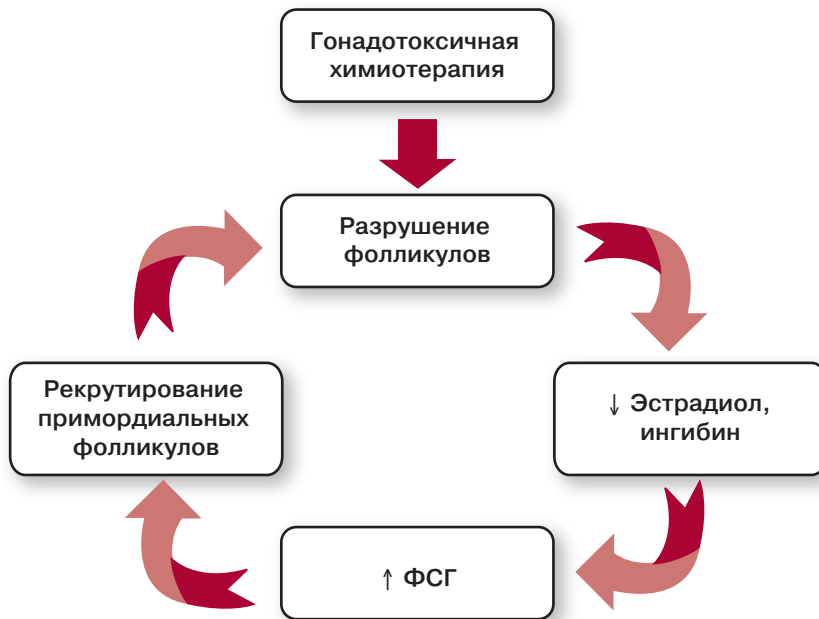 Гонадотоксичная
химиотерапия
Разрушение
фолликулов
↓ Эстрадиол,
ингибин
↑ ФСГ
Рекрутирование
примордиальных
фолликулов